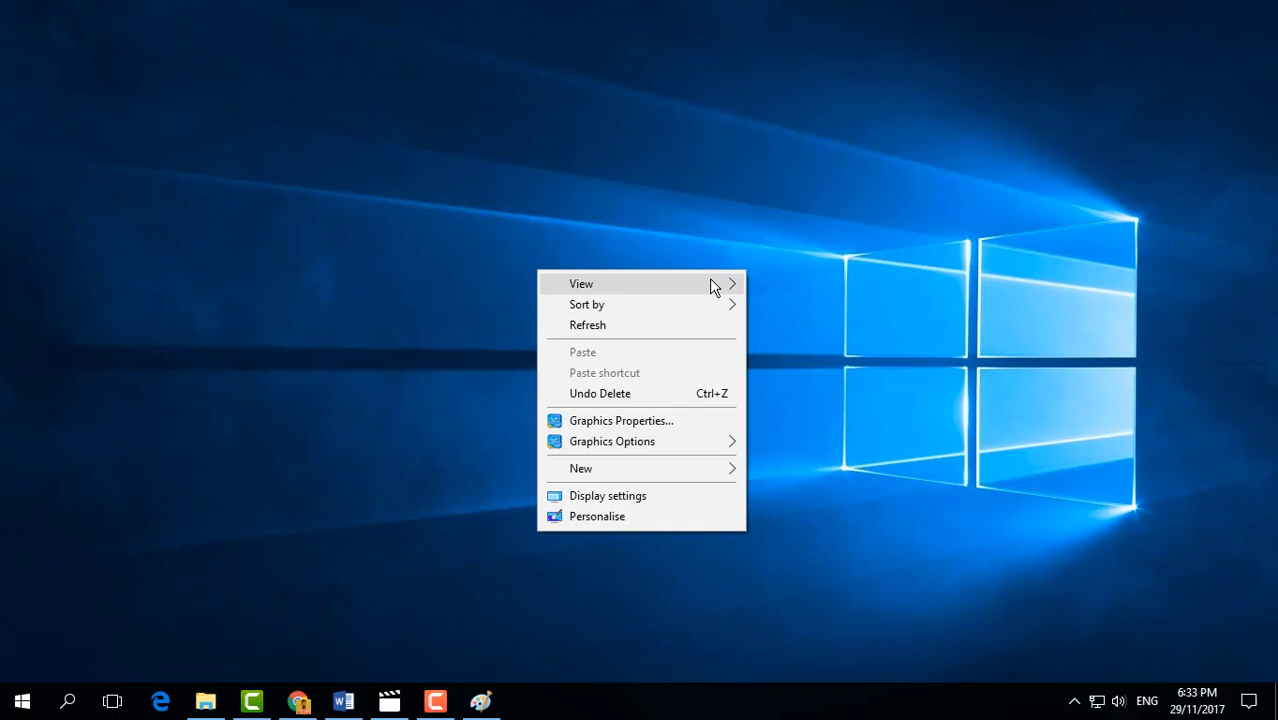 View
Sort by
Refresh
Paste
Paste shortcut
Undo Delete Ctrl+Z
Graphics Properties...
Graphics Options
New
Display settings
Personalise
ENG
6:33 PM
29/11/2017